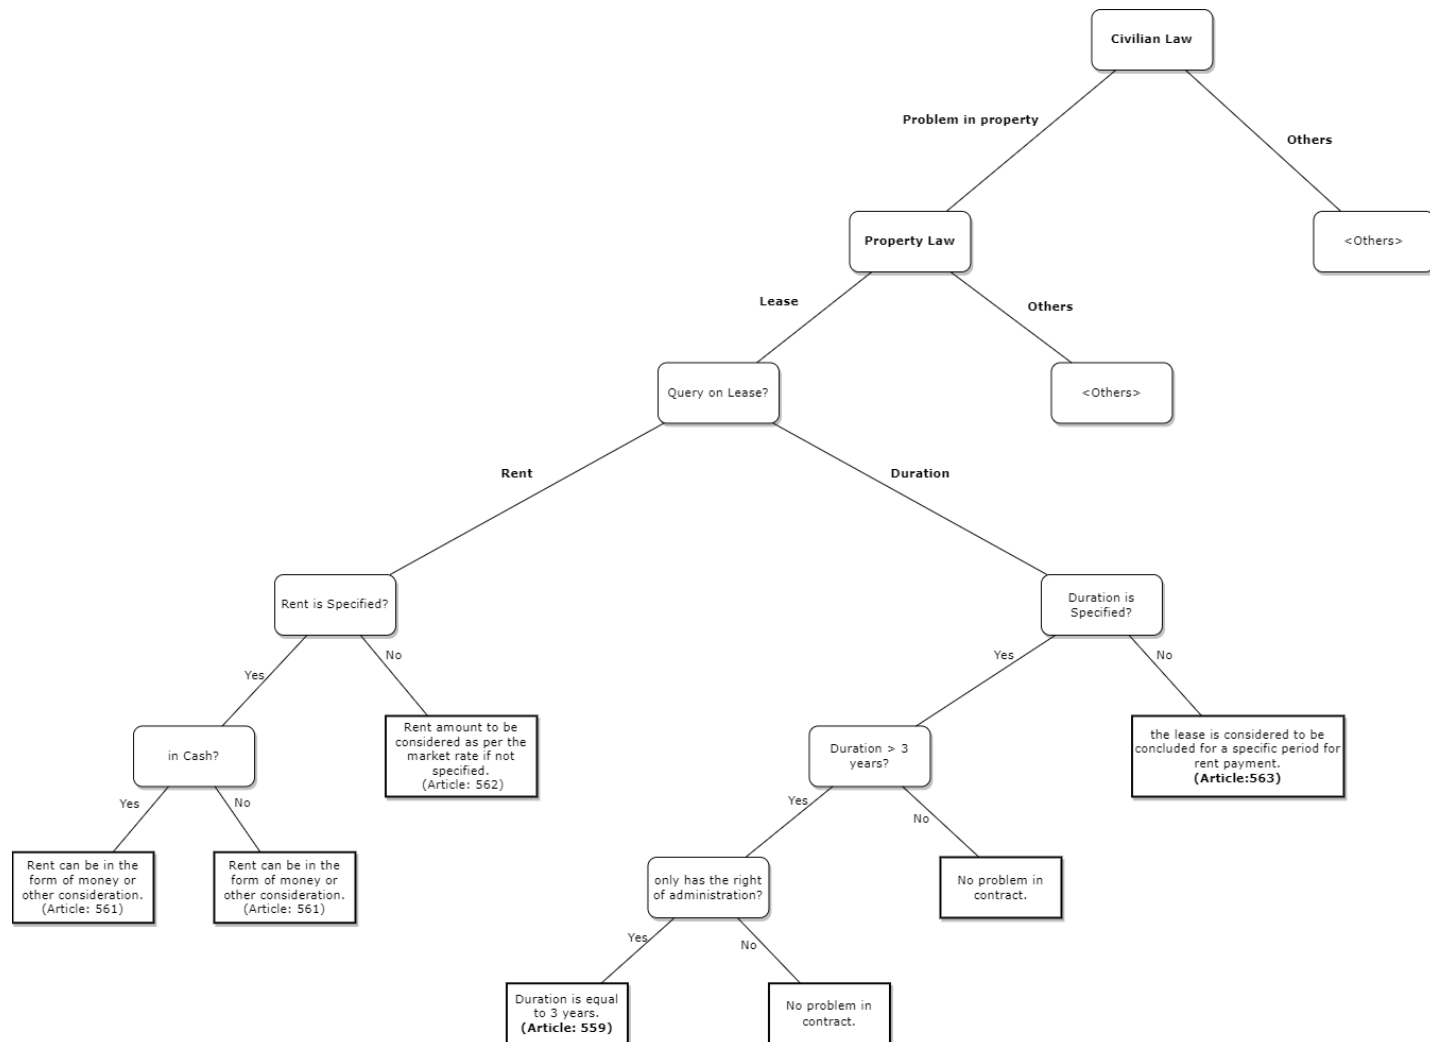 Civilian Law
Problem in property
Others
Property Law
<Others>
Lease
Others
Query on Lease?
<Others>
Rent
Duration
Rent is Specified?
Duration is
Specified?
Yes
No
Yes
No
in Cash?
Rent amount to be
considered as per the
market rate if not
specified.
(Article: 562)
Duration > 3
years?
the lease is considered to be
concluded for a specific period for
rent payment.
(Article:563)
Yes
No
Yes
No
Rent can be in the
form of money or
other consideration.
(Article: 561)
Rent can be in the
form of money or
other consideration.
(Article: 561)
only has the right
of administration?
No problem in
contract.
Yes
No
Duration is equal
to 3 years.
(Article: 559)
No problem in
contract.